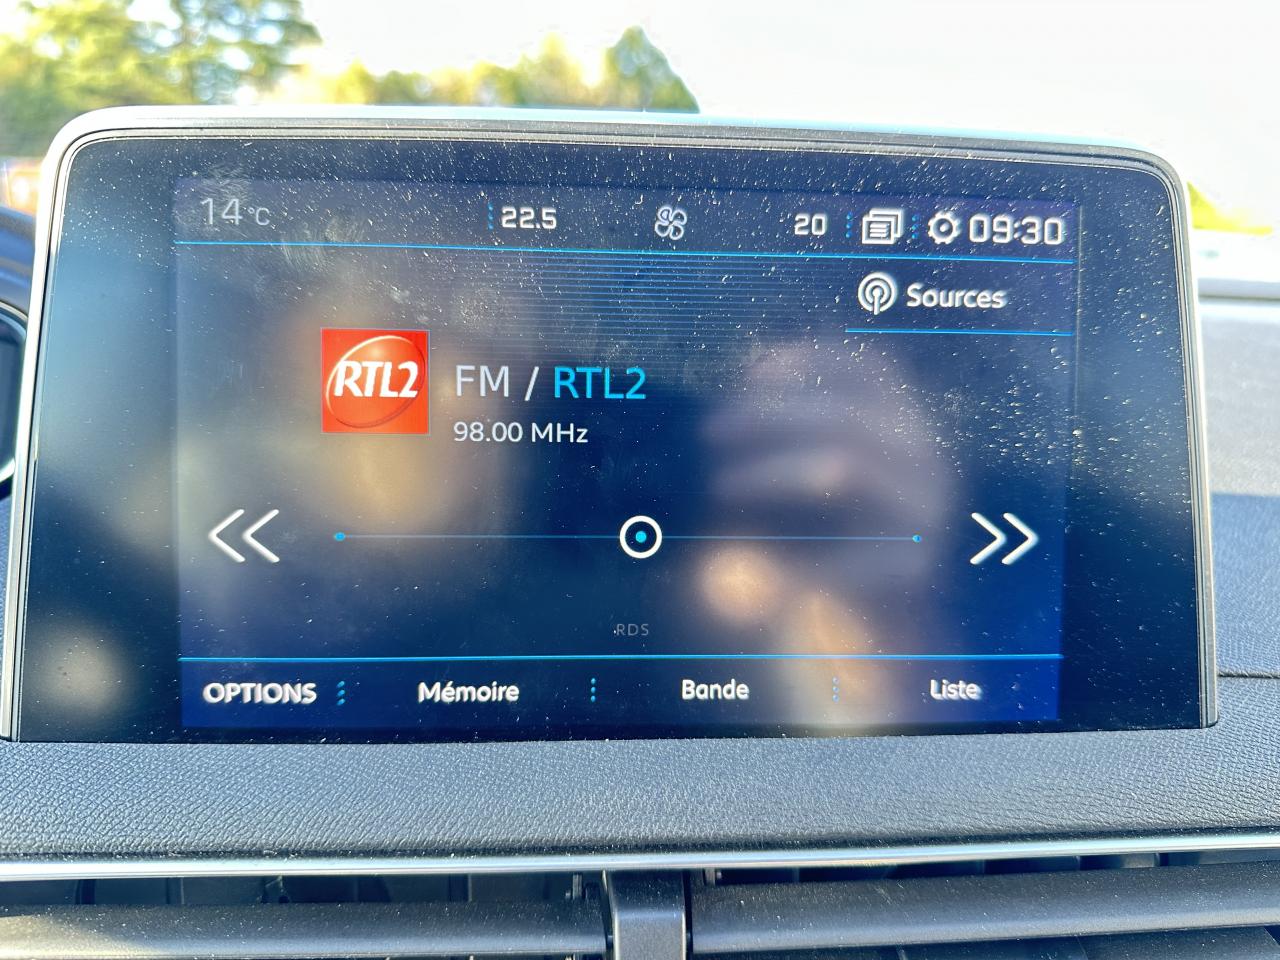 14°C 22.5 20 09:30
Sources
RTL2
FM / RTL2
98.00 MHz
RDS
OPTIONS Mémoire Bande Liste